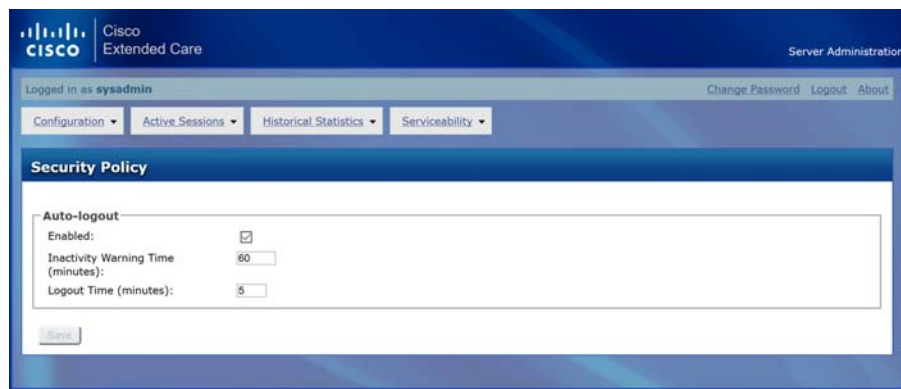 Cisco
Extended Care
CISCO
Server Administration
Logged in as sysadmin
Change Password Logout About
Configuration Active Sessions Historical Statistics Serviceability
Security Policy
Auto-logout
Enabled:
Inactivity Warning Time
(minutes):
60
Logout Time (minutes):
5
Save